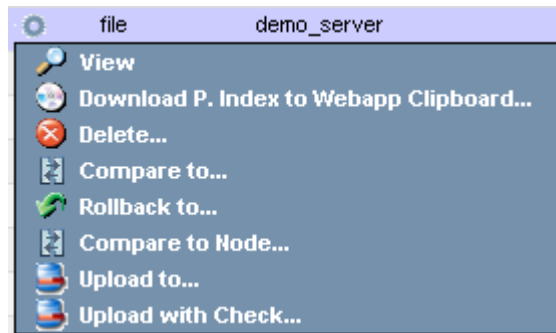 file demo_server
View
Download P. Index to Webapp Clipboard...
Delete...
Compare to...
Rollback to...
Compare to Node...
Upload to...
Upload with Check...